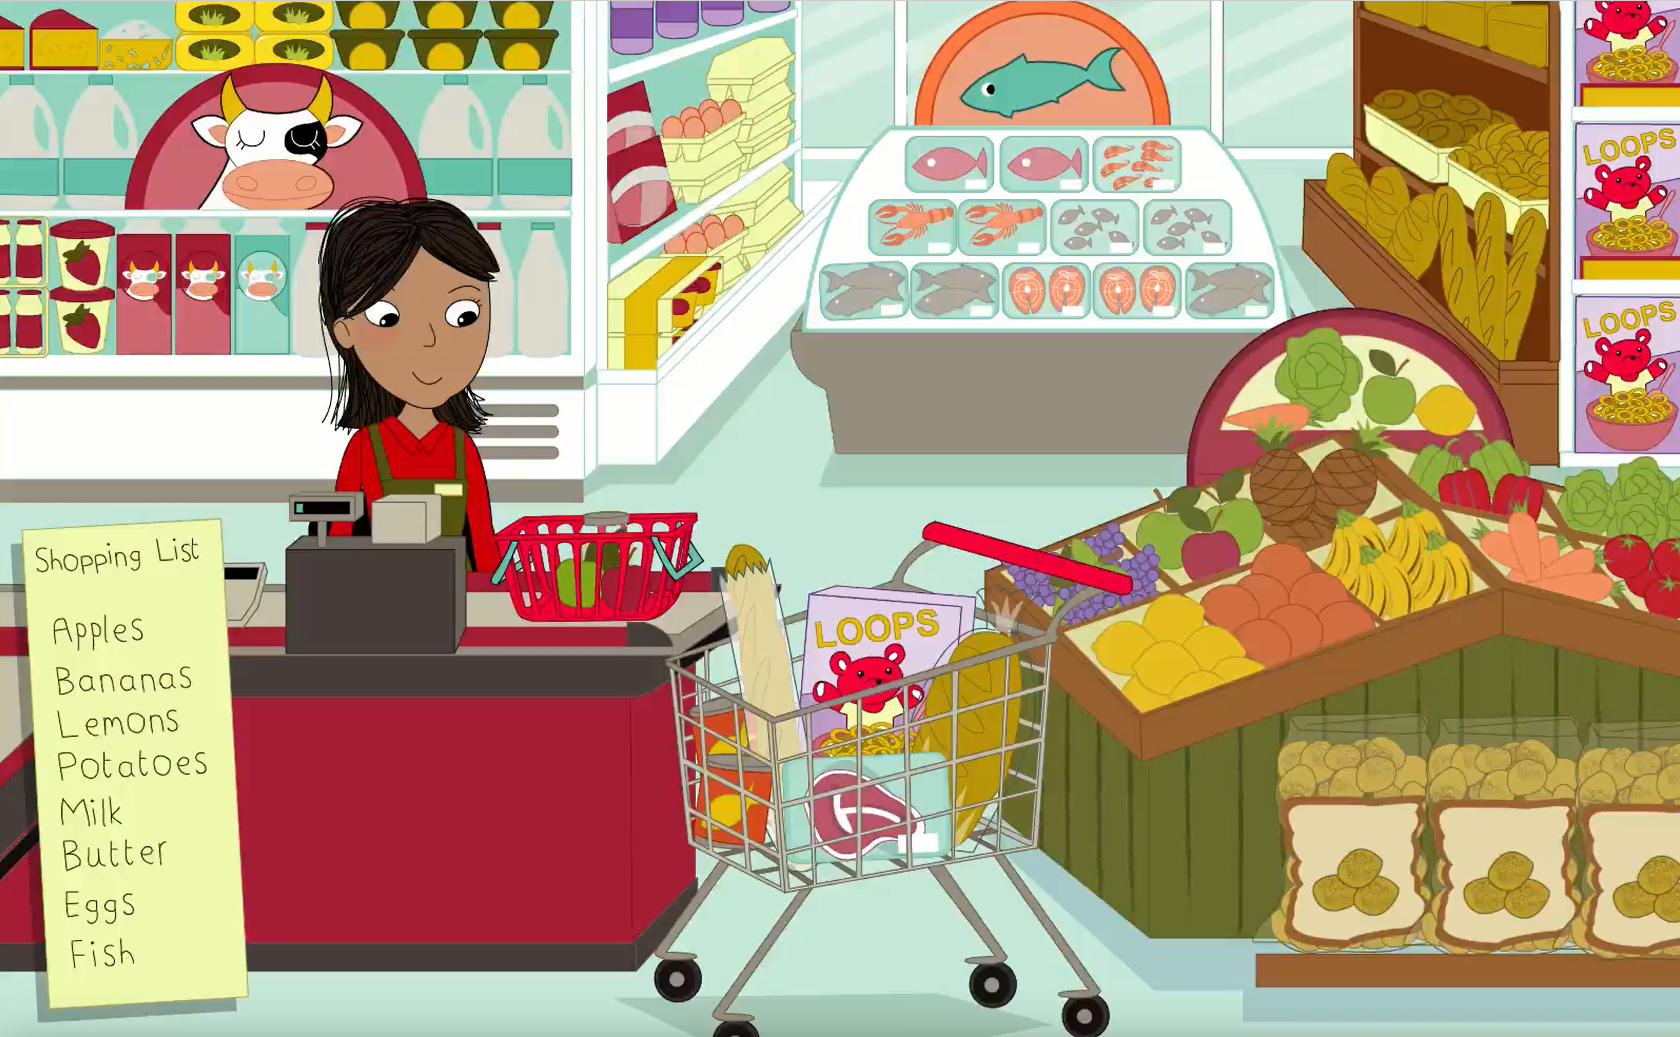 LOOPS
LOOPS
Shopping List
Apples
Bananas
Lemons
Potatoes
Milk
Butter
Eggs
Fish
LOOPS